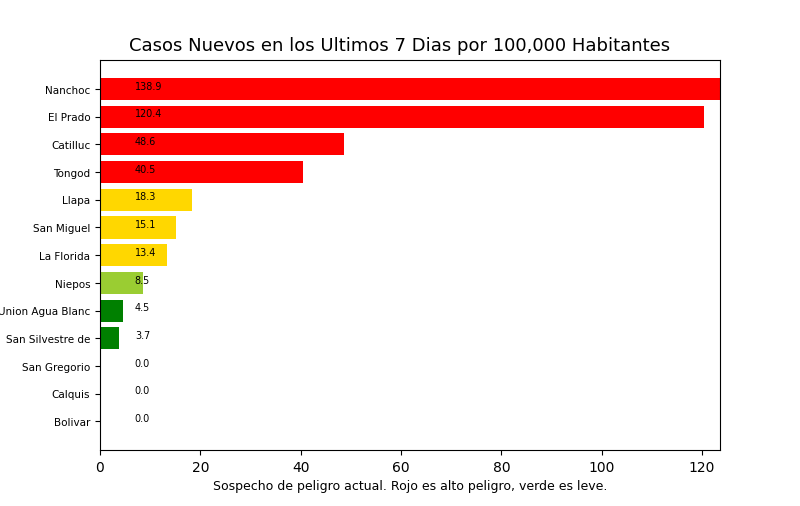 Casos Nuevos en los Ultimos 7 Dias por 100,000 Habitantes
Nanchoc 138.9
El Prado 120.4
Catilluc 48.6
Tongod 40.5
Llapa 18.3
San Miguel 15.1
La Florida 13.4
Niepos 8.5
Union Agua Blanc 4.5
San Silvestre de 3.7
San Gregorio 0.0
Calquis 0.0
Bolivar 0.0
0 20 40 60 80 100 120
Sospecho de peligro actual. Rojo es alto peligro, verde es leve.